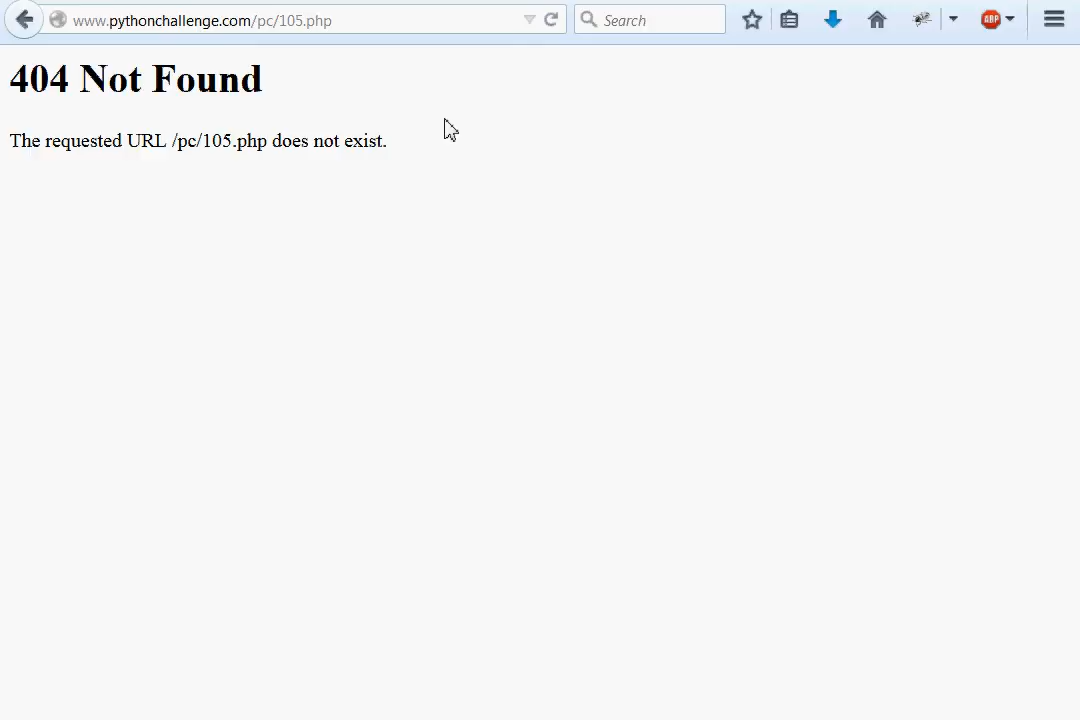 www.pythonchallenge.com/pc/105.php
Search
ABP
404 Not Found
The requested URL /pc/105.php does not exist.